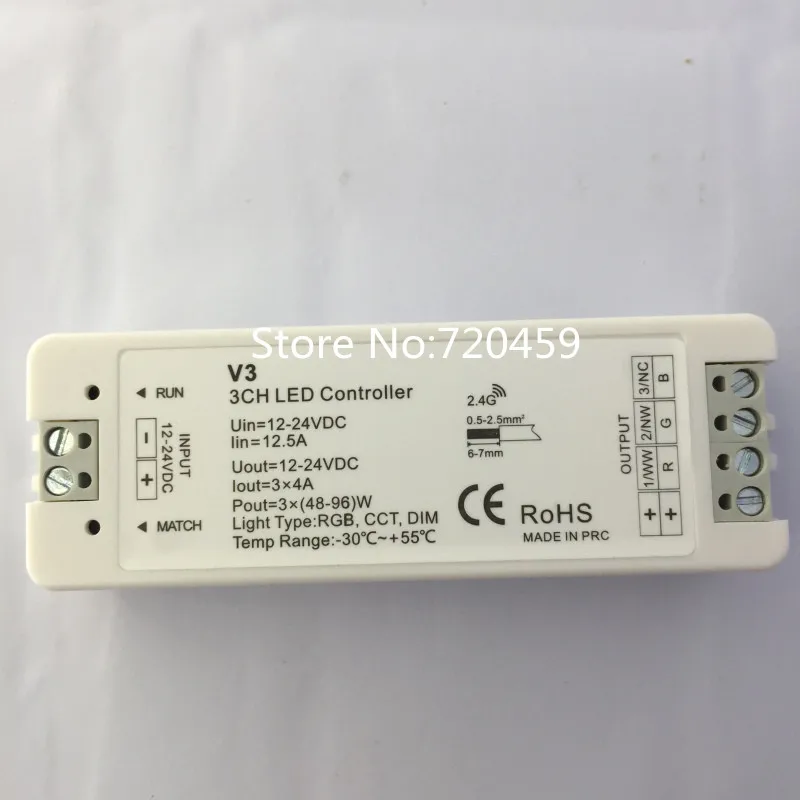 Store No:720459
V3
3CH LED Controller
Uin=12-24VDC
Iin=12.5A
Uout=12-24VDC
Iout=3×4A
Pout=3×(48-96)W
Light Type:RGB, CCT, DIM
Temp Range:-30℃~+55℃
◄ RUN
- +
INPUT
12-24VDC
◄ MATCH
2.4G
0.5-2.5mm²
6-7mm
CE RoHS
MADE IN PRC
OUTPUT
+ 1/WW 2/NW 3/NC
+ R G B